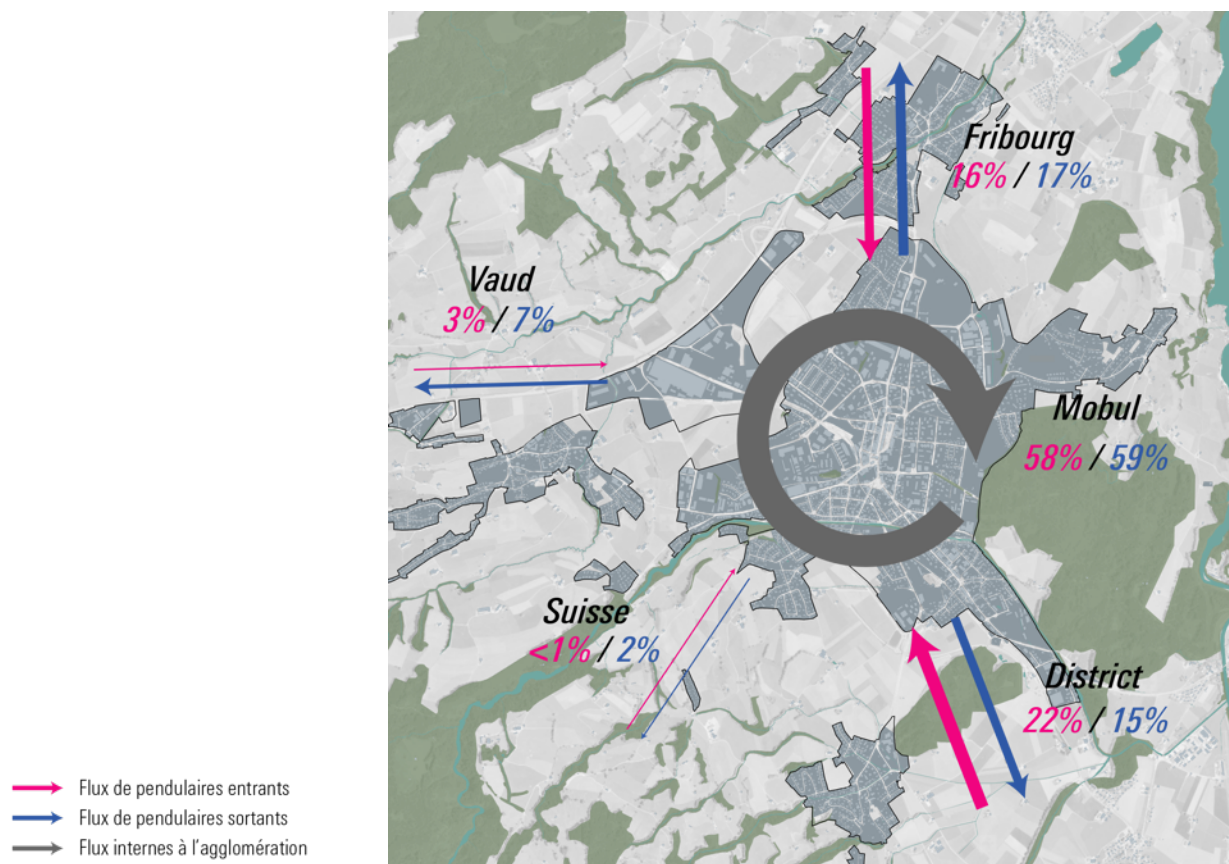 Fribourg
16% / 17%
Vaud
3% / 7%
Mobul
58% / 59%
Suisse
<1% / 2%
District
22% / 15%
Flux de pendulaires entrants
Flux de pendulaires sortants
Flux internes à l'agglomération